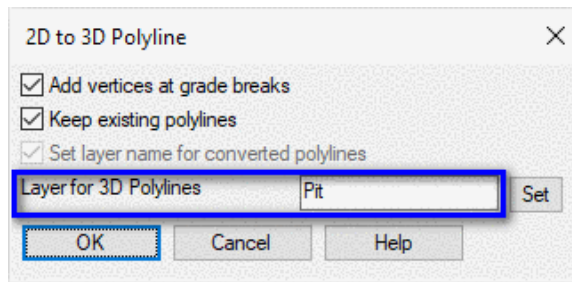 2D to 3D Polyline
Add vertices at grade breaks
Keep existing polylines
Set layer name for converted polylines
Layer for 3D Polylines Pit Set
OK Cancel Help